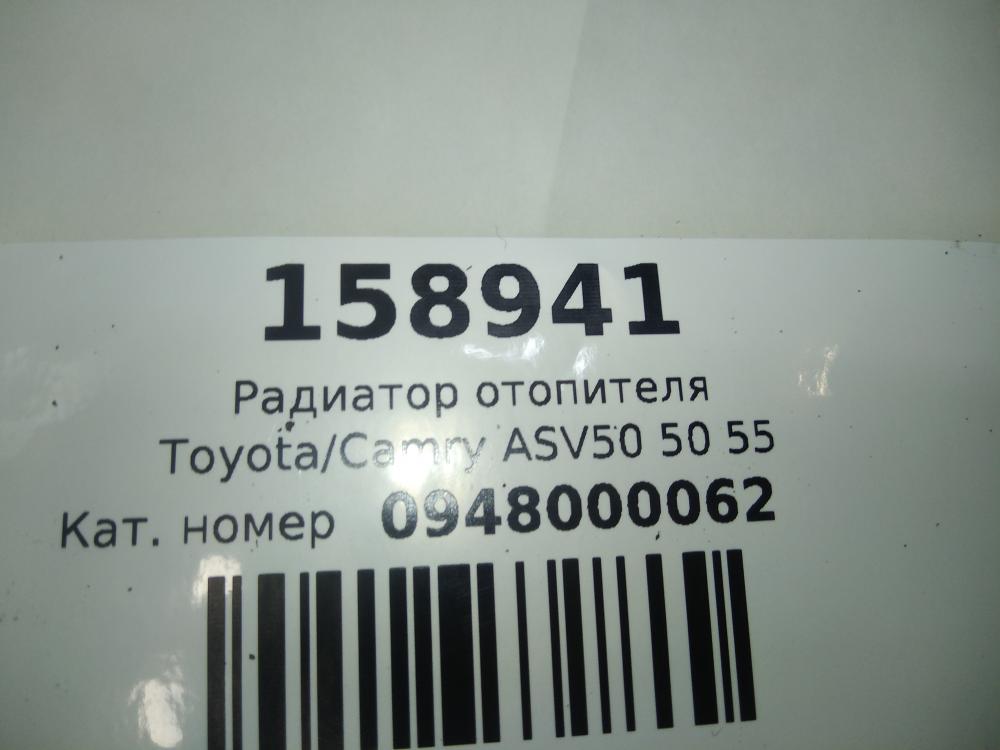 158941
Радиатор отопителя
Toyota/Camry ASV50 50 55
Кат. номер 0948000062